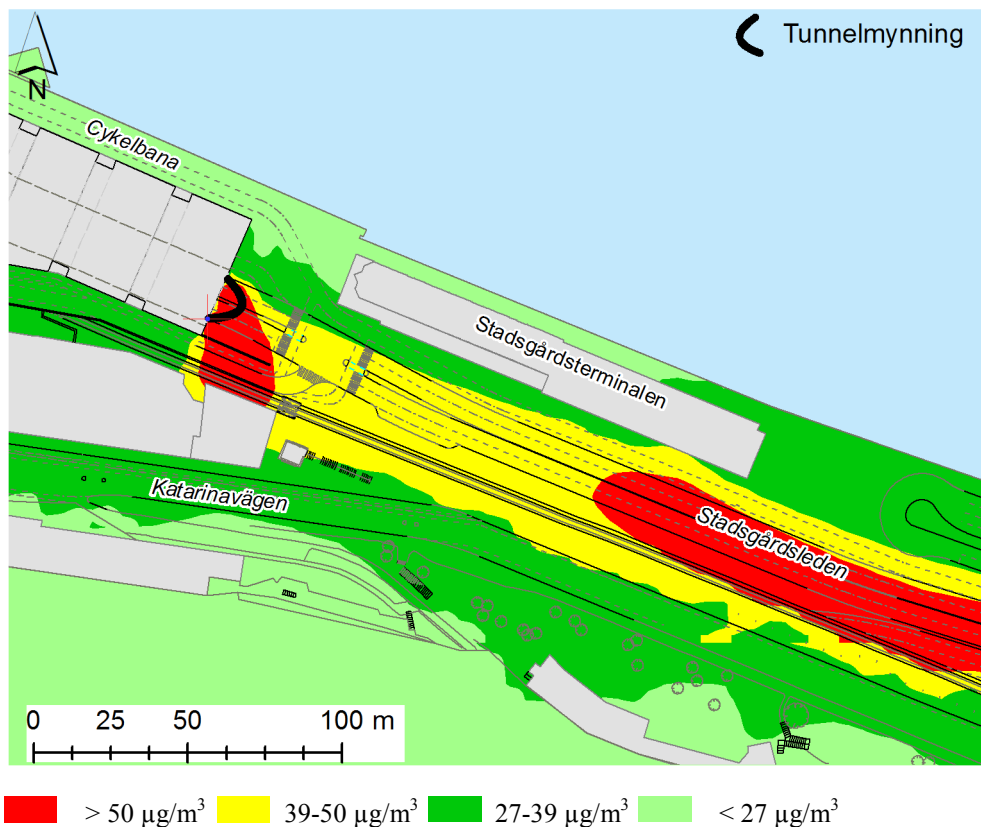 Tunnelmynning
N
Cykelbana
Stadsgårdsterminalen
Katarinavägen
Stadsgårdsleden
0 25 50 100 m
> 50 µg/m³ 39-50 µg/m³ 27-39 µg/m³ < 27 µg/m³